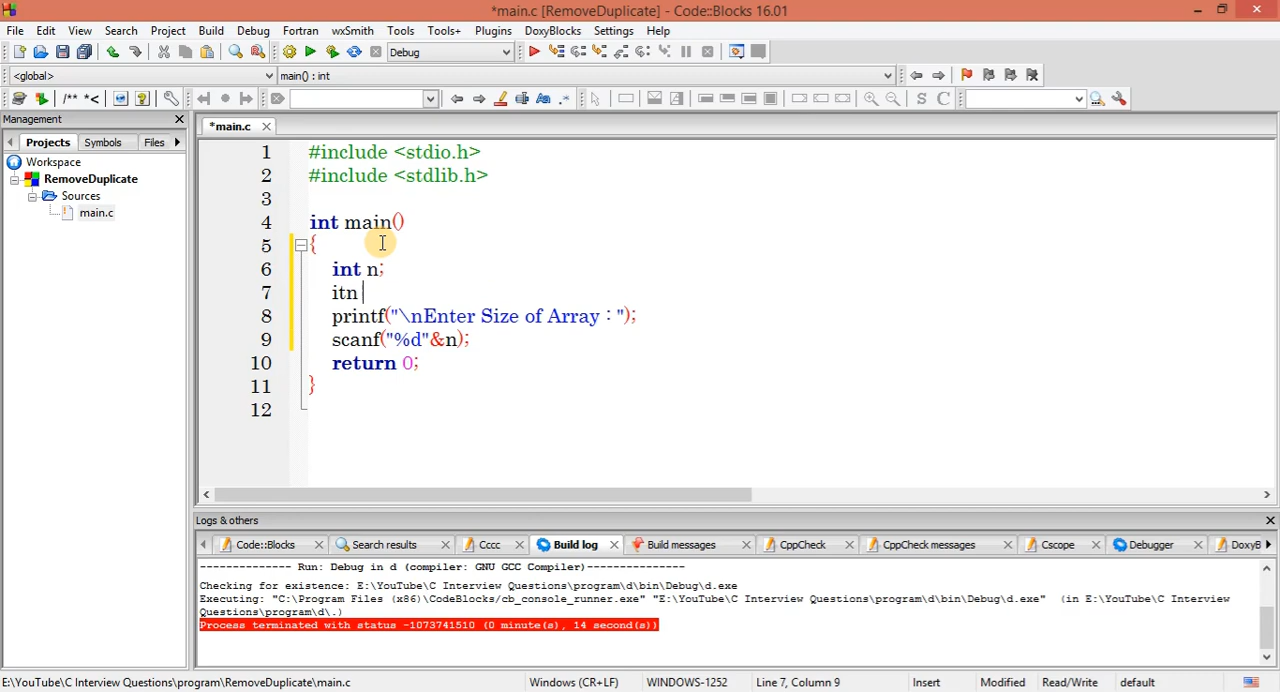 *main.c [RemoveDuplicate] - Code::Blocks 16.01
File Edit View Search Project Build Debug Fortran wxSmith Tools Tools+ Plugins DoxyBlocks Settings Help
Debug
<global> main() : int
/** *<
S C
Management
*main.c
Projects Symbols Files
Workspace
RemoveDuplicate
Sources
main.c
1 #include <stdio.h>
2 #include <stdlib.h>
3
4 int main()
5 {
6 int n;
7 itn
8 printf("\nEnter Size of Array : ");
9 scanf("%d"&n);
10 return 0;
11 }
12
Logs & others
Code::Blocks Search results Cccc Build log Build messages CppCheck CppCheck messages Cscope Debugger DoxyB
-------------- Run: Debug in d (compiler: GNU GCC Compiler)---------------
Checking for existence: E:\YouTube\C Interview Questions\program\d\bin\Debug\d.exe
Executing: "C:\Program Files (x86)\CodeBlocks/cb_console_runner.exe" "E:\YouTube\C Interview Questions\program\d\bin\Debug\d.exe"  (in E:\YouTube\C Interview
Questions\program\d\.)
Process terminated with status -1073741510 (0 minute(s), 14 second(s))
E:\YouTube\C Interview Questions\program\RemoveDuplicate\main.c Windows (CR+LF) WINDOWS-1252 Line 7, Column 9 Insert Modified Read/Write default